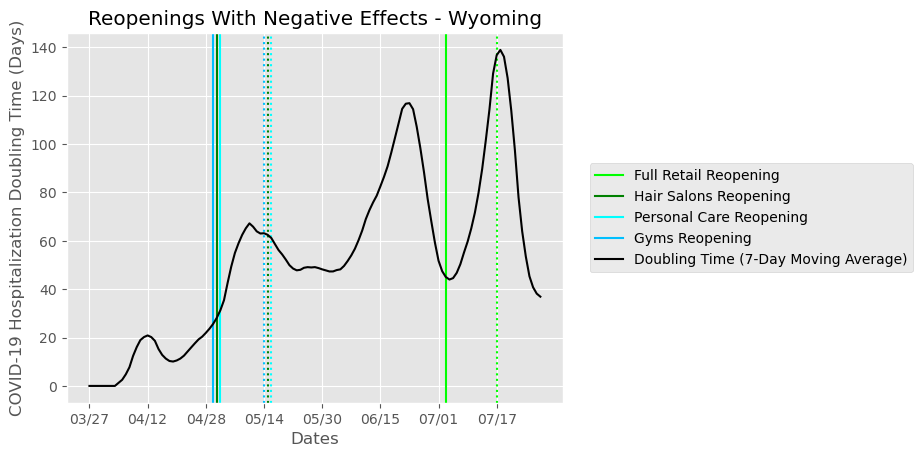 Reopenings With Negative Effects - Wyoming
COVID-19 Hospitalization Doubling Time (Days)
140
120
100
80
60
40
20
0
03/27 04/12 04/28 05/14 05/30 06/15 07/01 07/17
Dates
Full Retail Reopening
Hair Salons Reopening
Personal Care Reopening
Gyms Reopening
Doubling Time (7-Day Moving Average)